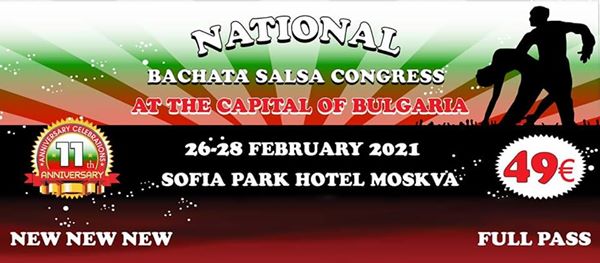 NATIONAL
BACHATA SALSA CONGRESS
AT THE CAPITAL OF BULGARIA
ANNIVERSARY CELEBRATIONS
11th
ANNIVERSARY
26-28 FEBRUARY 2021
SOFIA PARK HOTEL MOSKVA
49€
NEW NEW NEW
FULL PASS